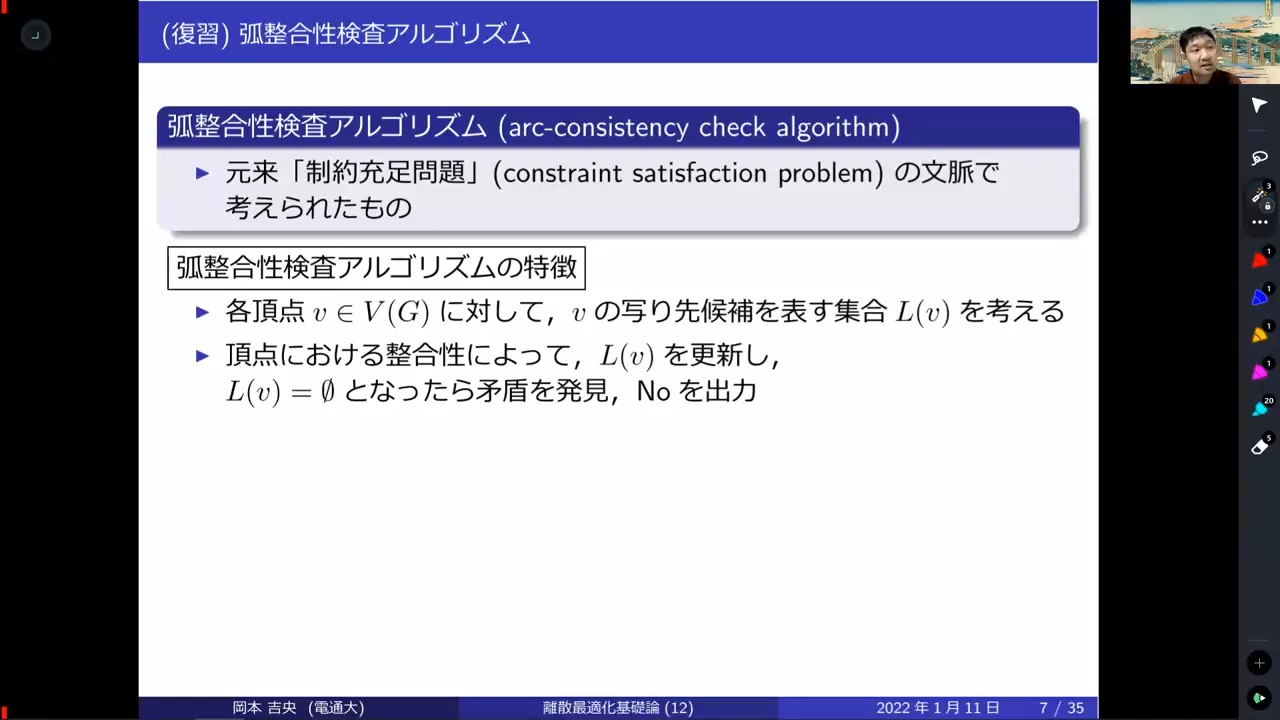 (復習) 弧整合性検査アルゴリズム
弧整合性検査アルゴリズム (arc-consistency check algorithm)
▶ 元来「制約充足問題」(constraint satisfaction problem) の文脈で
考えられたもの
弧整合性検査アルゴリズムの特徴
▶ 各頂点 v ∈ V(G) に対して，v の写り先候補を表す集合 L(v) を考える
▶ 頂点における整合性によって，L(v) を更新し，
L(v) = ∅ となったら矛盾を発見，No を出力
岡本 吉央 (電通大) 離散最適化基礎論 (12) 2022 年 1 月 11 日 7 / 35
3
1
1
1
1
20
5